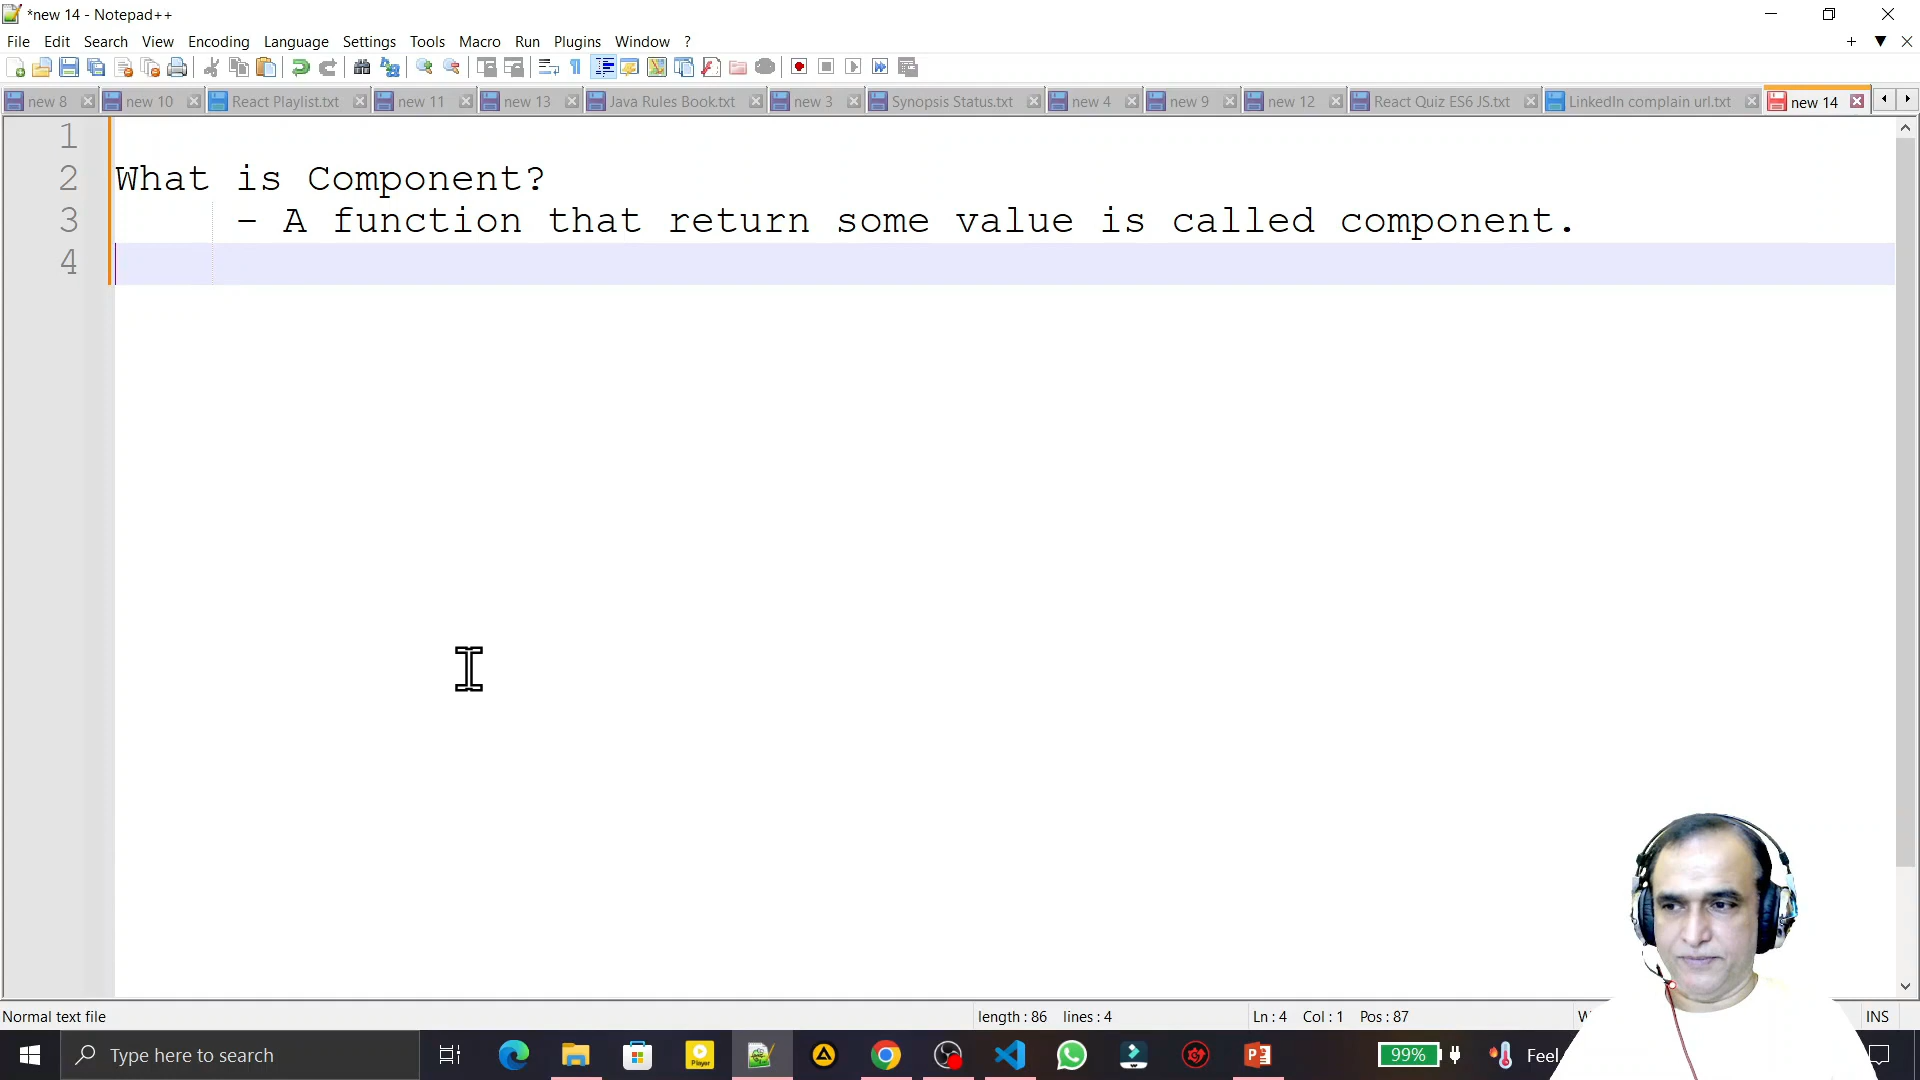 *new 14 - Notepad++
File Edit Search View Encoding Language Settings Tools Macro Run Plugins Window ?
new 8 new 10 React Playlist.txt new 11 new 13 Java Rules Book.txt new 3 Synopsis Status.txt new 4 new 9 new 12 React Quiz ES6 JS.txt LinkedIn complain url.txt new 14
1
2 What is Component?
3 - A function that return some value is called component.
4
Normal text file length : 86 lines : 4 Ln : 4 Col : 1 Pos : 87 INS
Type here to search Player 99% Feel